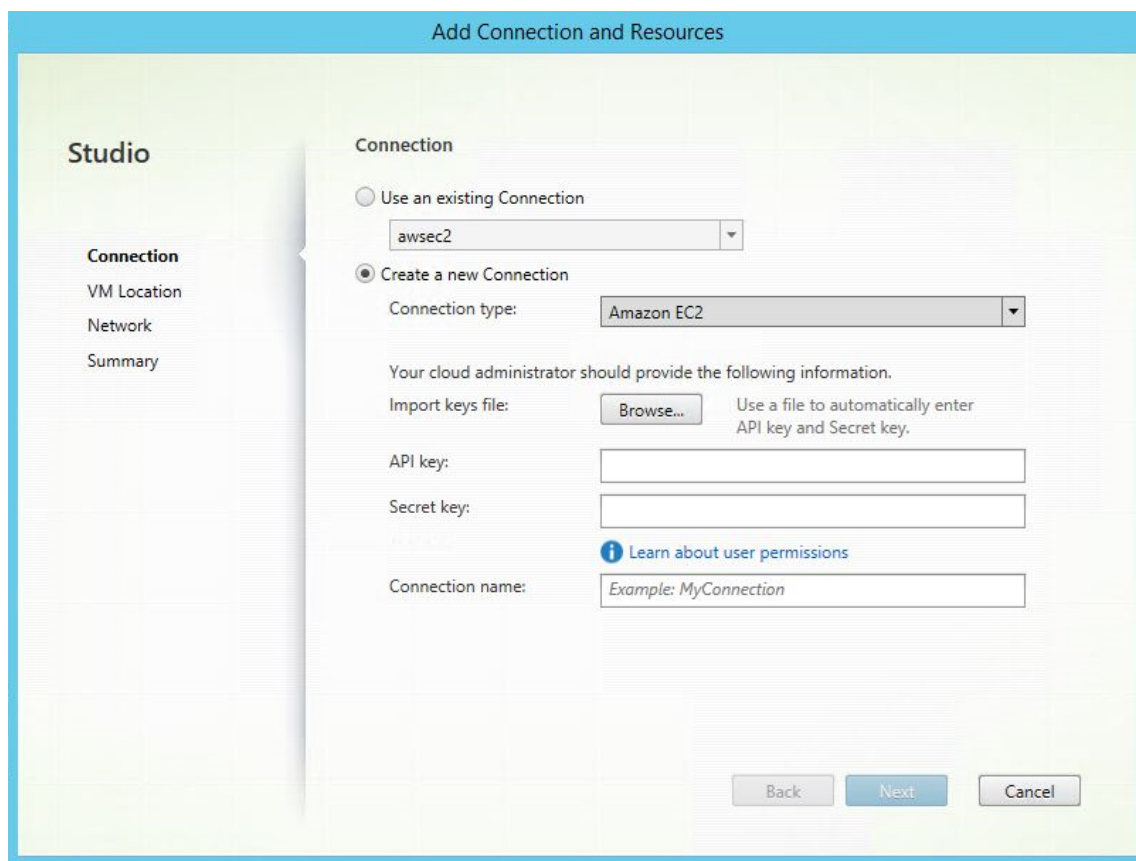 Add Connection and Resources
Studio
Connection
VM Location
Network
Summary
Connection
Use an existing Connection
awsec2
Create a new Connection
Connection type:
Amazon EC2
Your cloud administrator should provide the following information.
Import keys file:
Browse...
Use a file to automatically enter
API key and Secret key.
API key:
Secret key:
Learn about user permissions
Connection name:
Example: MyConnection
Back
Next
Cancel